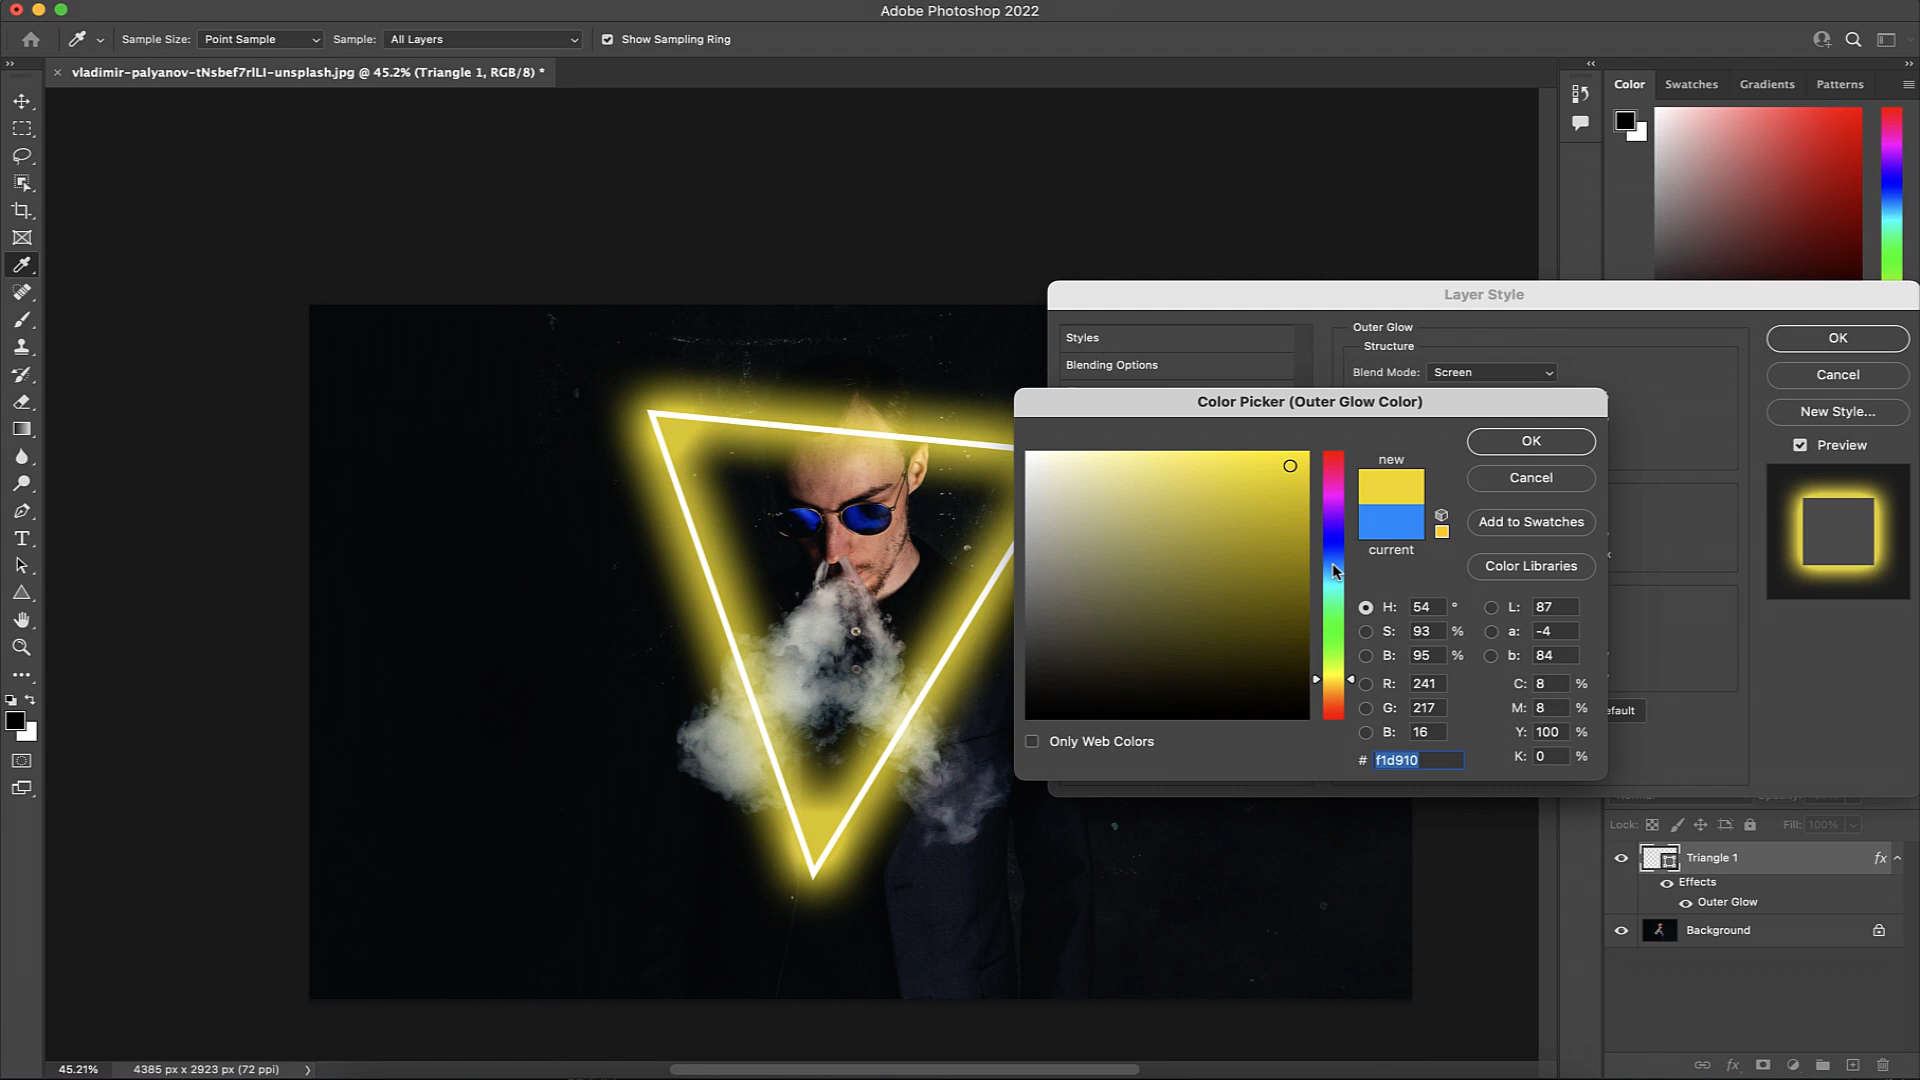 Adobe Photoshop 2022
Sample Size: Point Sample Sample: All Layers Show Sampling Ring
vladimir-palyanov-tNsbef7rlLI-unsplash.jpg @ 45.2% (Triangle 1, RGB/8) *
Color Swatches Gradients Patterns
Layer Style
Styles
Blending Options
Outer Glow
Structure
Blend Mode: Screen
OK
Cancel
New Style...
Preview
Color Picker (Outer Glow Color)
new
current
OK
Cancel
Add to Swatches
Color Libraries
H: 54 ° L: 87
S: 93 % a: -4
B: 95 % b: 84
R: 241 C: 8 %
G: 217 M: 8 %
B: 16 Y: 100 %
# f1d910 K: 0 %
Only Web Colors
efault
Lock: Fill: 100%
Triangle 1 fx
Effects
Outer Glow
Background
45.21% 4385 px x 2923 px (72 ppi)